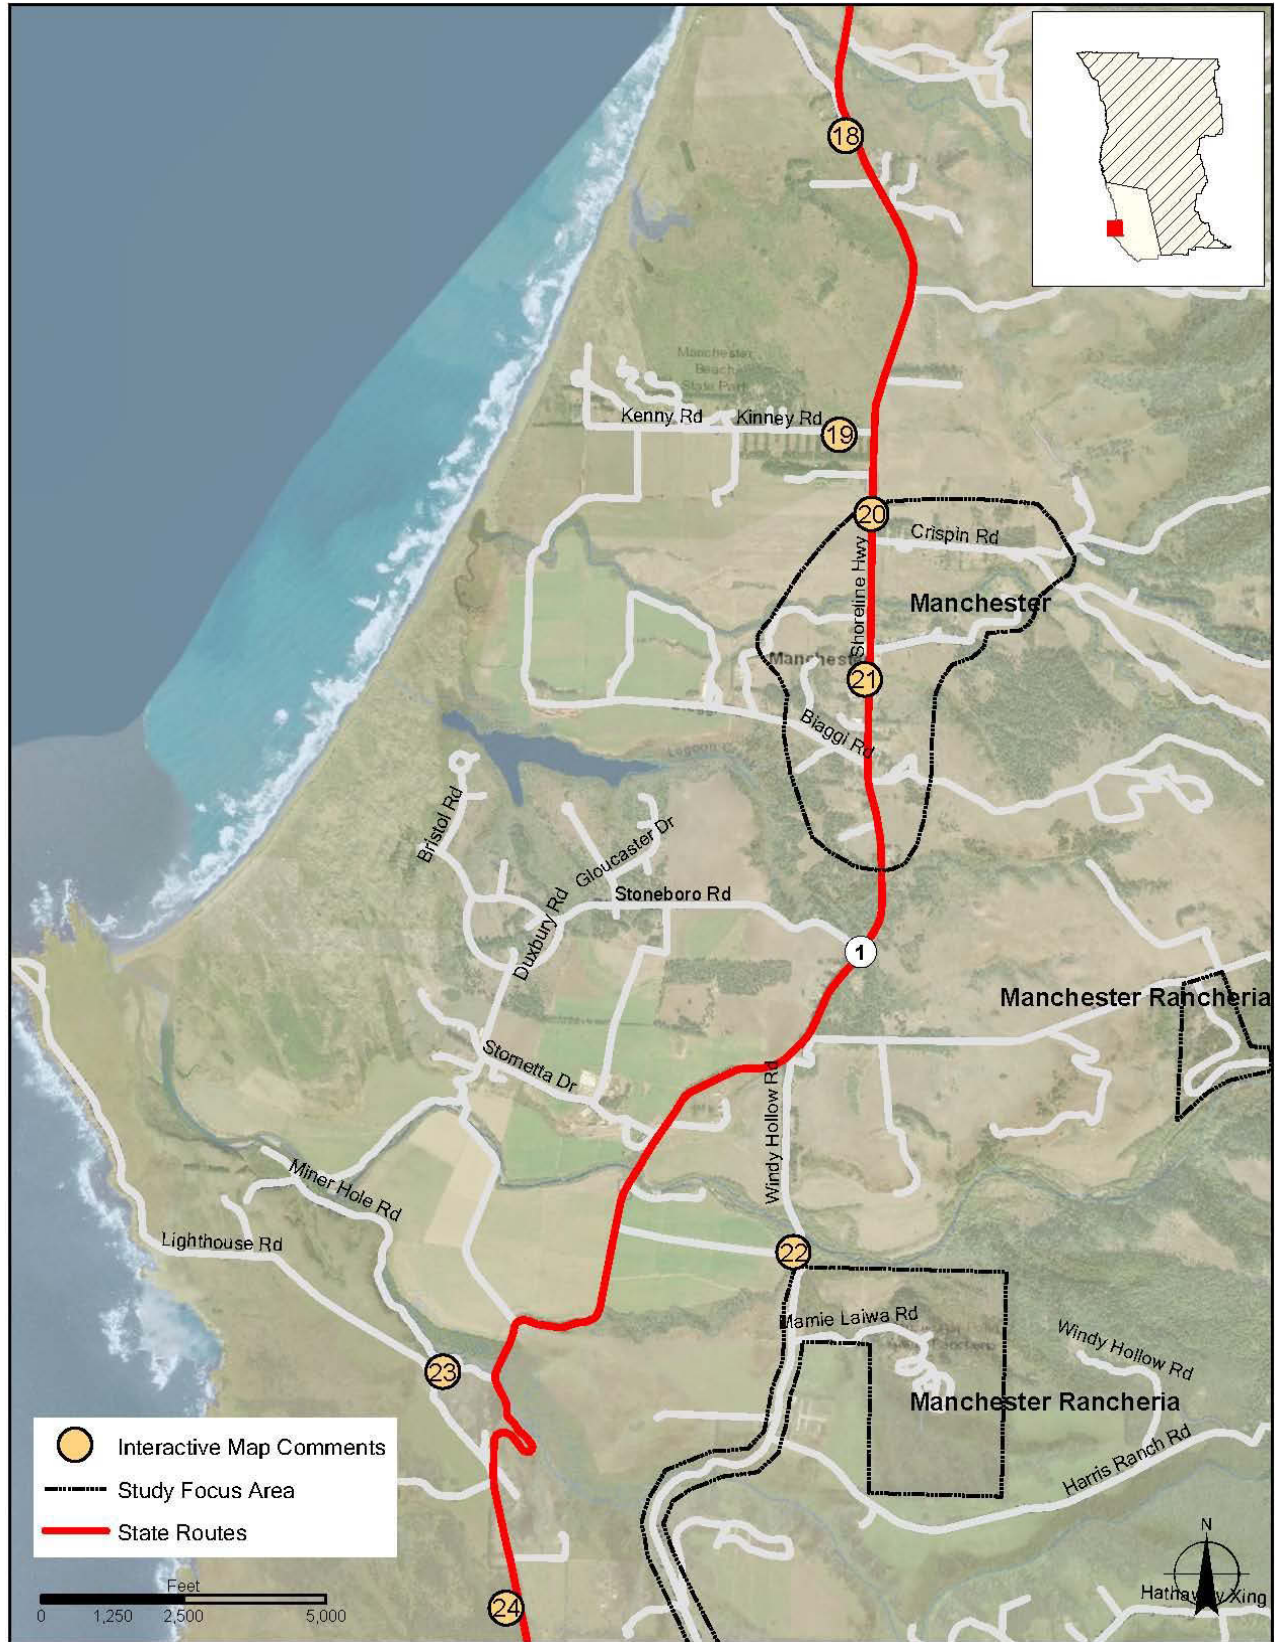 18
Manchester
Beach
State Park
Kenny Rd
Kinney Rd
19
20
Crispin Rd
Shoreline Hwy
Manchester
Manchester
21
Biaggi Rd
Bristol Rd
Gloucaster Dr
Duxbury Rd
Stoneboro Rd
1
Manchester Rancheria
Stornetta Dr
Windy Hollow Rd
Miner Hole Rd
Lighthouse Rd
22
Mamie Laiwa Rd
Windy Hollow Rd
23
Manchester Rancheria
Harris Ranch Rd
Interactive Map Comments
Study Focus Area
State Routes
Feet
0 1,250 2,500 5,000
24
N
Hathaway Xing